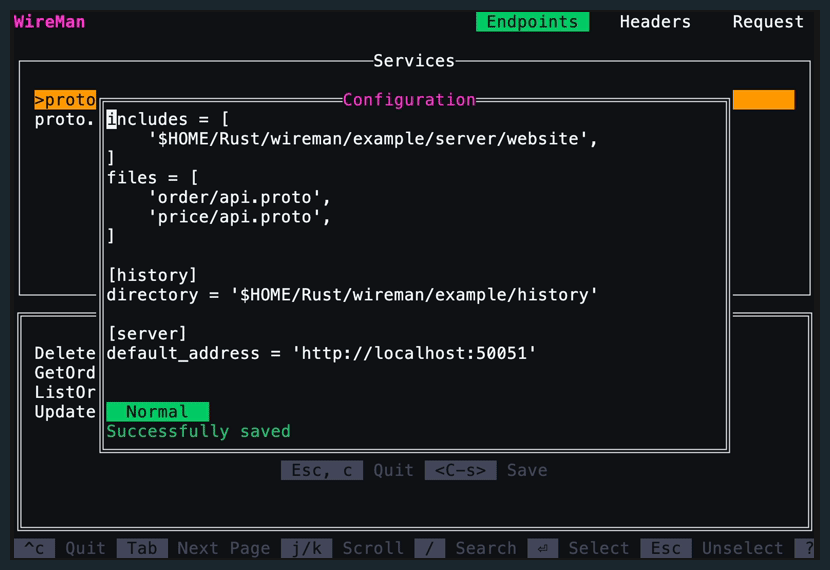 WireMan Endpoints Headers Request
Services
>proto
proto.
Configuration
includes = [
'$HOME/Rust/wireman/example/server/website',
]
files = [
'order/api.proto',
'price/api.proto',
]
[history]
directory = '$HOME/Rust/wireman/example/history'
[server]
default_address = 'http://localhost:50051'
Delete
GetOrd
ListOr
Update
Normal
Successfully saved
Esc, c Quit <C-s> Save
^c Quit Tab Next Page j/k Scroll / Search ⏎ Select Esc Unselect ?